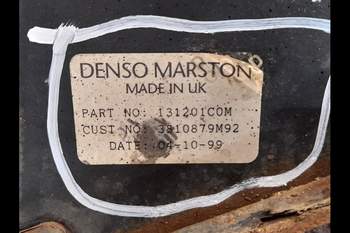 DENSO MARSTON
MADE IN UK
PART NO: 131201COM
CUST NO: 3810879M92
DATE: 04-10-99